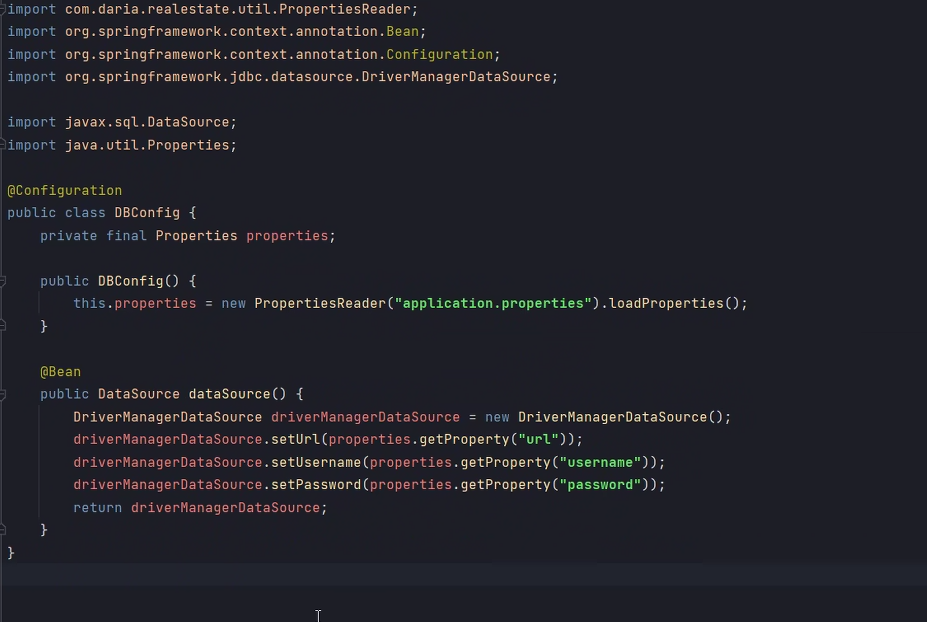 import com.daria.realestate.util.PropertiesReader;
import org.springframework.context.annotation.Bean;
import org.springframework.context.annotation.Configuration;
import org.springframework.jdbc.datasource.DriverManagerDataSource;

import javax.sql.DataSource;
import java.util.Properties;

@Configuration
public class DBConfig {
    private final Properties properties;

    public DBConfig() {
        this.properties = new PropertiesReader("application.properties").loadProperties();
    }

    @Bean
    public DataSource dataSource() {
        DriverManagerDataSource driverManagerDataSource = new DriverManagerDataSource();
        driverManagerDataSource.setUrl(properties.getProperty("url"));
        driverManagerDataSource.setUsername(properties.getProperty("username"));
        driverManagerDataSource.setPassword(properties.getProperty("password"));
        return driverManagerDataSource;
    }
}